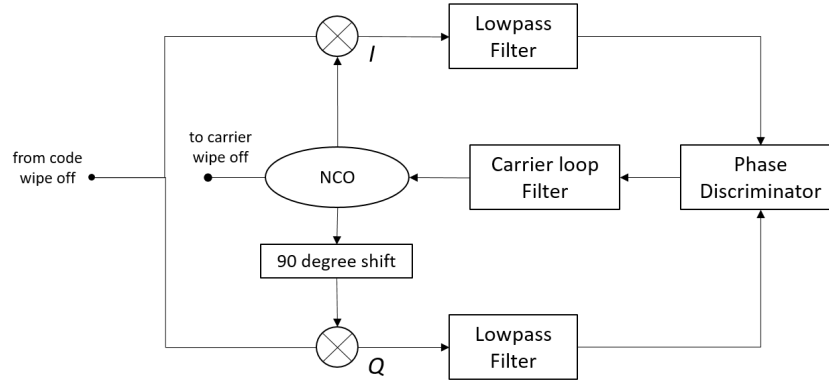 I
Lowpass
Filter
from code
wipe off
to carrier
wipe off
NCO
Carrier loop
Filter
Phase
Discriminator
90 degree shift
Q
Lowpass
Filter